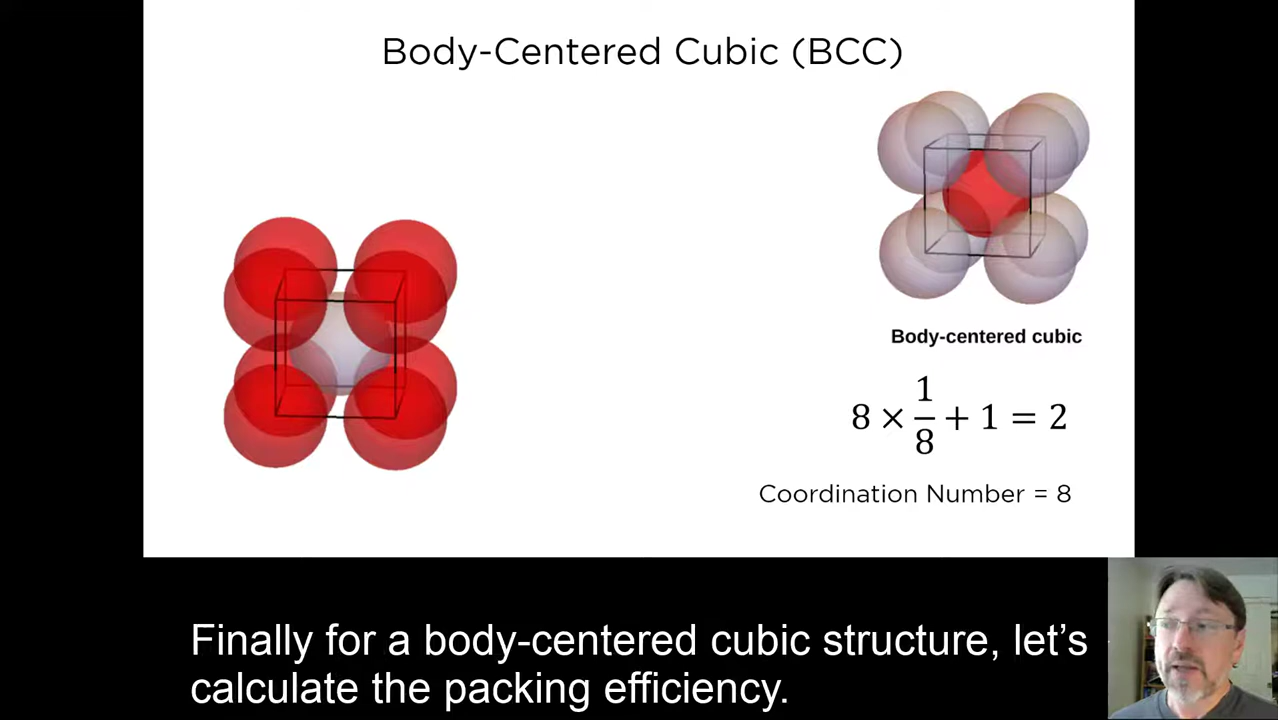 Body-Centered Cubic (BCC)
Body-centered cubic
8 × 1/8 + 1 = 2
Coordination Number = 8
Finally for a body-centered cubic structure, let’s
calculate the packing efficiency.